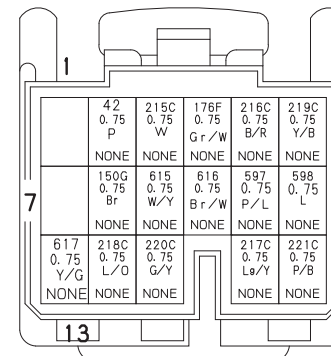 1
42 215C 176F 216C 219C
0.75 0.75 0.75 0.75 0.75
P W Gr/W B/R Y/B
NONE NONE NONE NONE NONE
150G 615 616 597 598
7
0.75 0.75 0.75 0.75 0.75
Br W/Y Br/W P/L L
NONE NONE NONE NONE NONE
617 218C 220C 217C 221C
0.75 0.75 0.75 0.75 0.75
Y/G L/O G/Y Lg/Y P/B
NONE NONE NONE NONE NONE
13